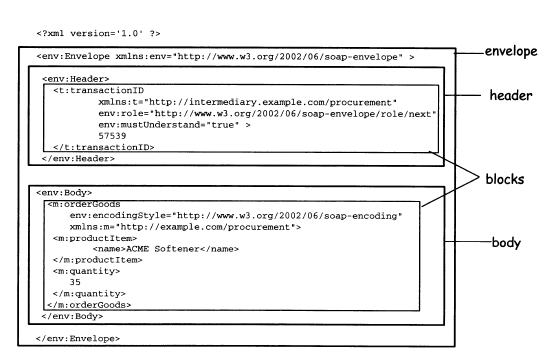 <?xml version='1.0' ?>
<env:Envelope xmlns:env="http://www.w3.org/2002/06/soap-envelope" >
envelope
<env:Header>
<t:transactionID
xmlns:t="http://intermediary.example.com/procurement"
header
env:role="http://www.w3.org/2002/06/soap-envelope/role/next"
env:mustUnderstand="true" >
57539
</t:transactionID>
</env:Header>
blocks
<env:Body>
<m:orderGoods
env:encodingStyle="http://www.w3.org/2002/06/soap-encoding"
xmlns:m="http://example.com/procurement">
<m:productItem>
body
<name>ACME Softener</name>
</m:productItem>
<m:quantity>
35
</m:quantity>
</m:orderGoods>
</env:Body>
</env:Envelope>